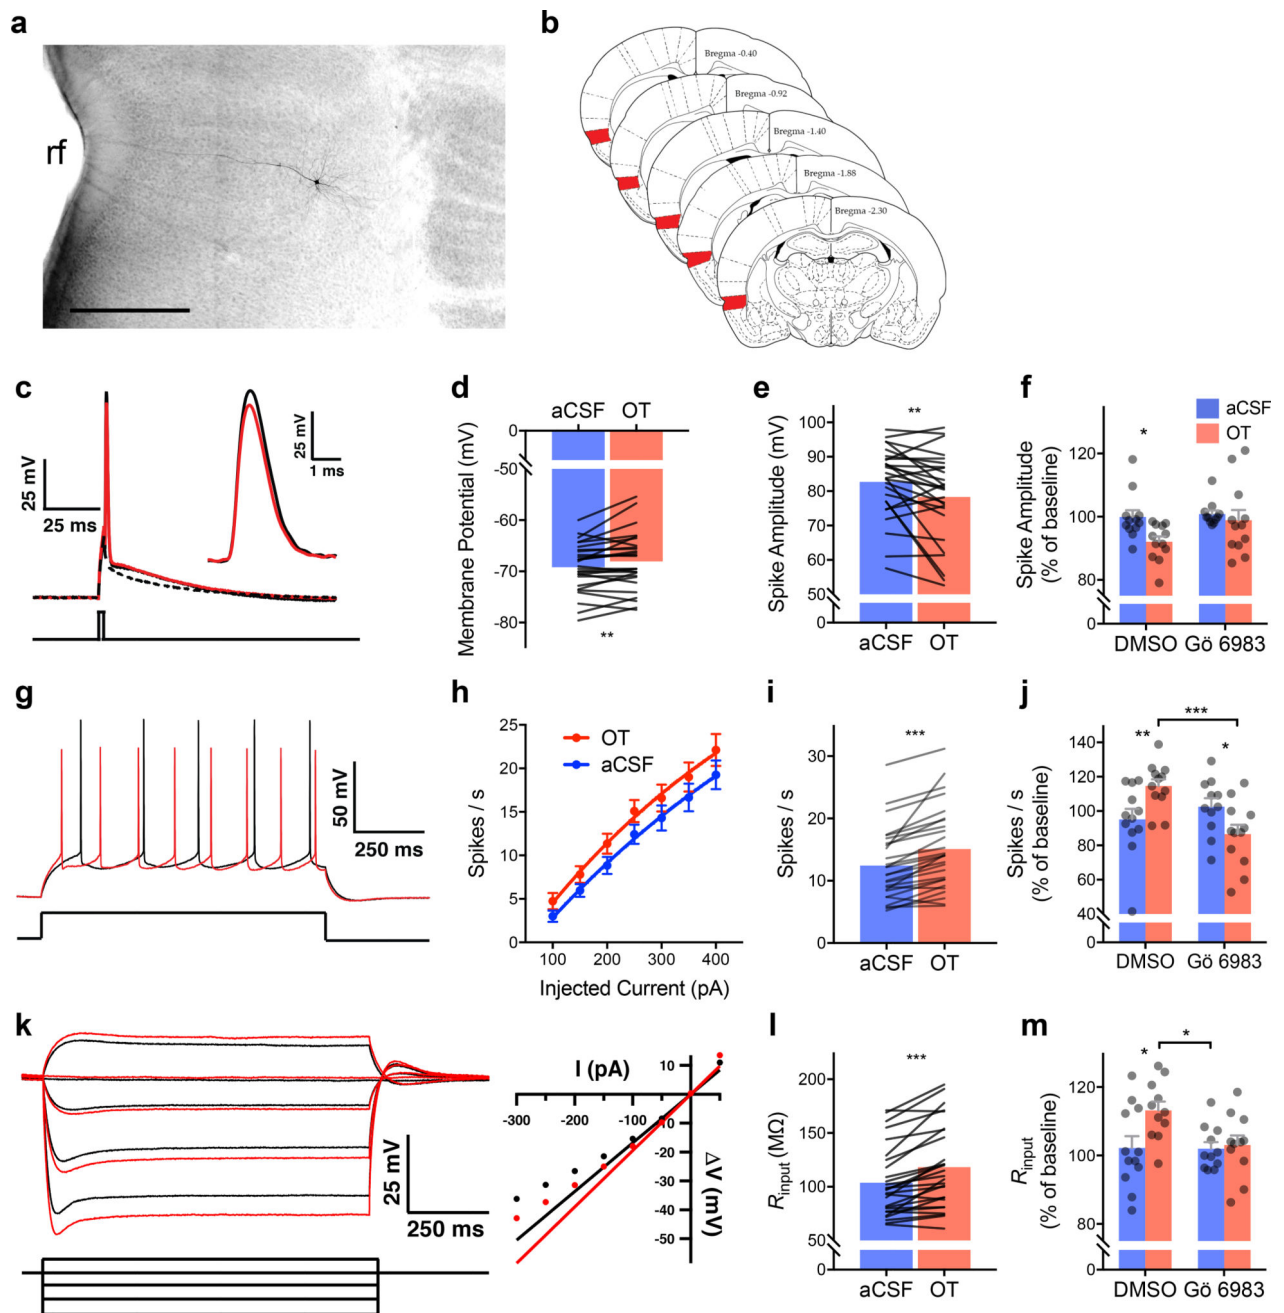 a
rf
b
Bregma -0.40
Bregma -0.92
Bregma -1.40
Bregma -1.88
Bregma -2.30
c
25 mV
25 ms
25 mV
1 ms
d
aCSF OT
Membrane Potential (mV)
0
-50
-60
-70
-80
**
e
**
Spike Amplitude (mV)
100
90
80
70
60
50
0
aCSF OT
f
aCSF
OT
*
Spike Amplitude
(% of baseline)
120
100
80
0
DMSO Gö 6983
g
50 mV
250 ms
h
OT
aCSF
Spikes / s
25
20
15
10
5
0
100 200 300 400
Injected Current (pA)
i
***
Spikes / s
30
20
10
0
aCSF OT
j
***
**
*
Spikes / s
(% of baseline)
140
120
100
80
60
40
0
DMSO Gö 6983
k
25 mV
250 ms
I (pA)
-300 -200 -100
10
-10
-20
-30
-40
-50
ΔV (mV)
l
***
Rinput (MΩ)
200
150
100
50
0
aCSF OT
m
*
*
Rinput
(% of baseline)
120
100
80
0
DMSO Gö 6983